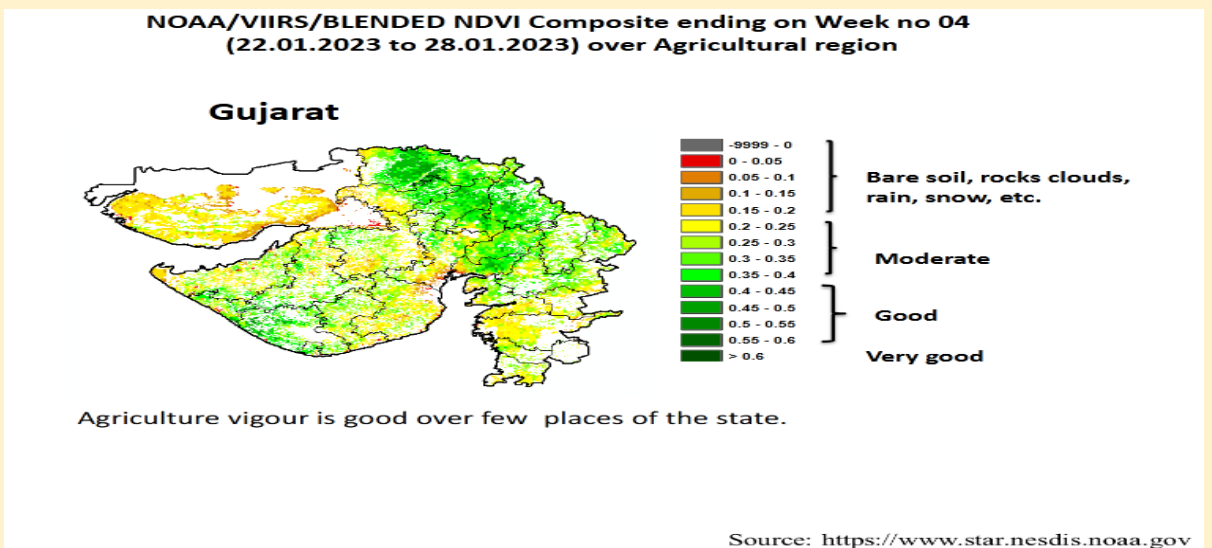 NOAA/VIIRS/BLENDED NDVI Composite ending on Week no 04
(22.01.2023 to 28.01.2023) over Agricultural region
Gujarat
-9999 - 0
0 - 0.05
0.05 - 0.1
0.1 - 0.15
0.15 - 0.2
0.2 - 0.25
0.25 - 0.3
0.3 - 0.35
0.35 - 0.4
0.4 - 0.45
0.45 - 0.5
0.5 - 0.55
0.55 - 0.6
> 0.6
Bare soil, rocks clouds,
rain, snow, etc.
Moderate
Good
Very good
Agriculture vigour is good over few places of the state.
Source: https://www.star.nesdis.noaa.gov